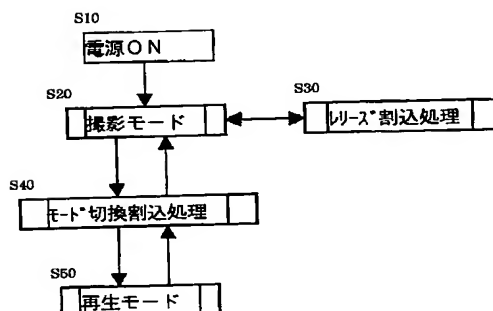 S10
電源ON
S20
撮影モード
S30
ﾚﾘｰｽﾞ割込処理
S40
ﾓｰﾄﾞ切換割込処理
S50
再生モード